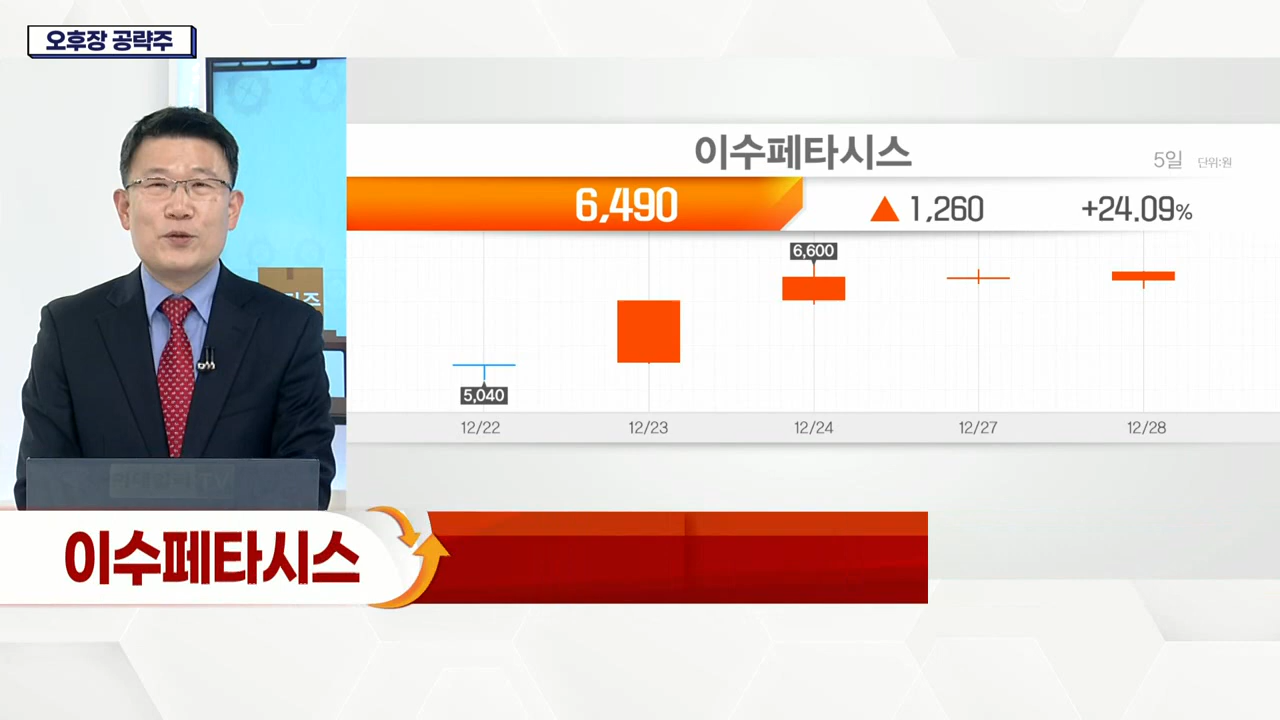 오후장 공략주
이수페타시스
5일 단위:원
6,490 ▲ 1,260 +24.09%
6,600
5,040
12/22 12/23 12/24 12/27 12/28
이수페타시스